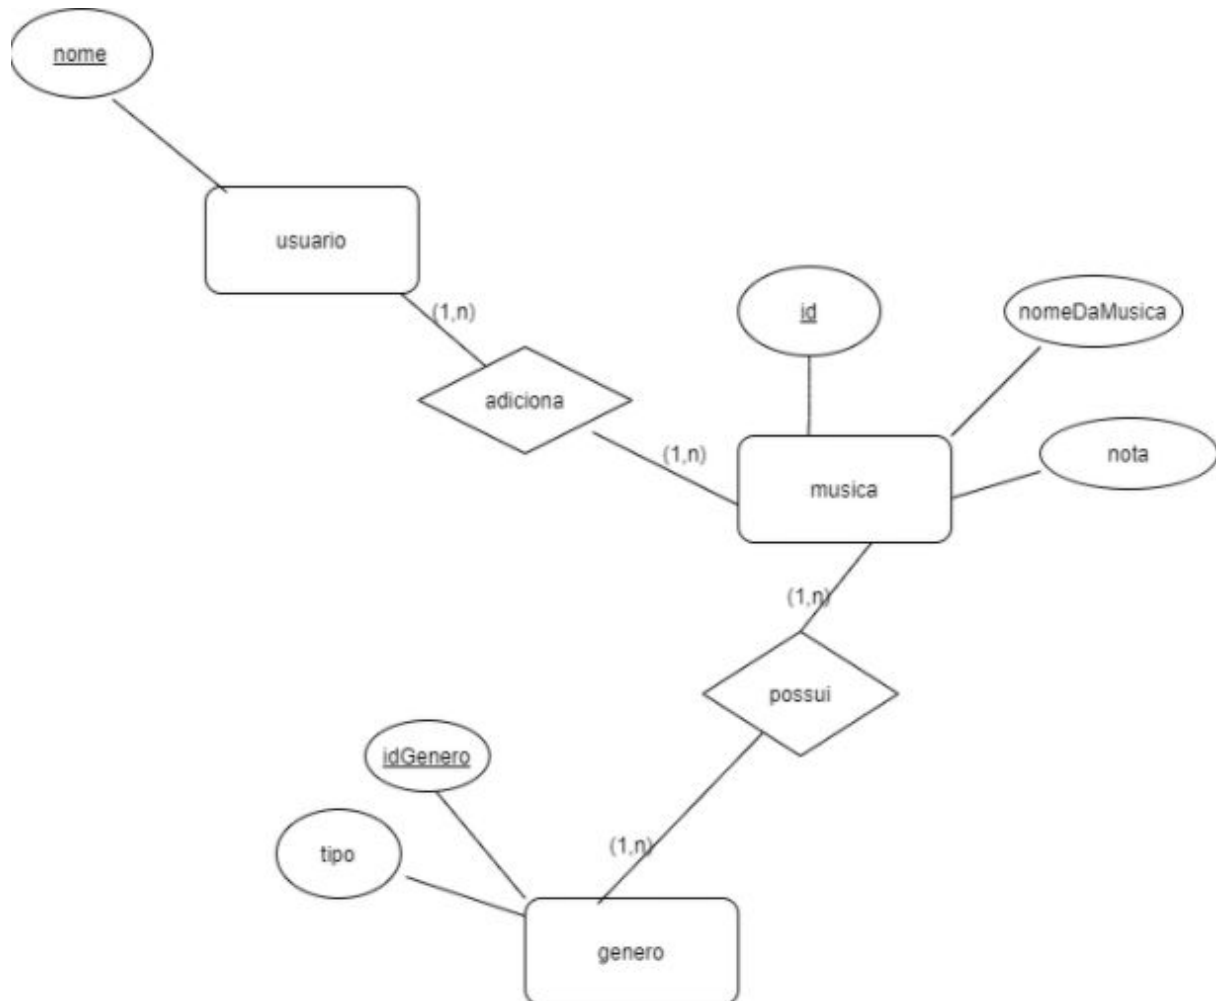 nome
usuario
(1,n)
adiciona
(1,n)
id
nomeDaMusica
nota
musica
(1,n)
possui
idGenero
tipo
(1,n)
genero